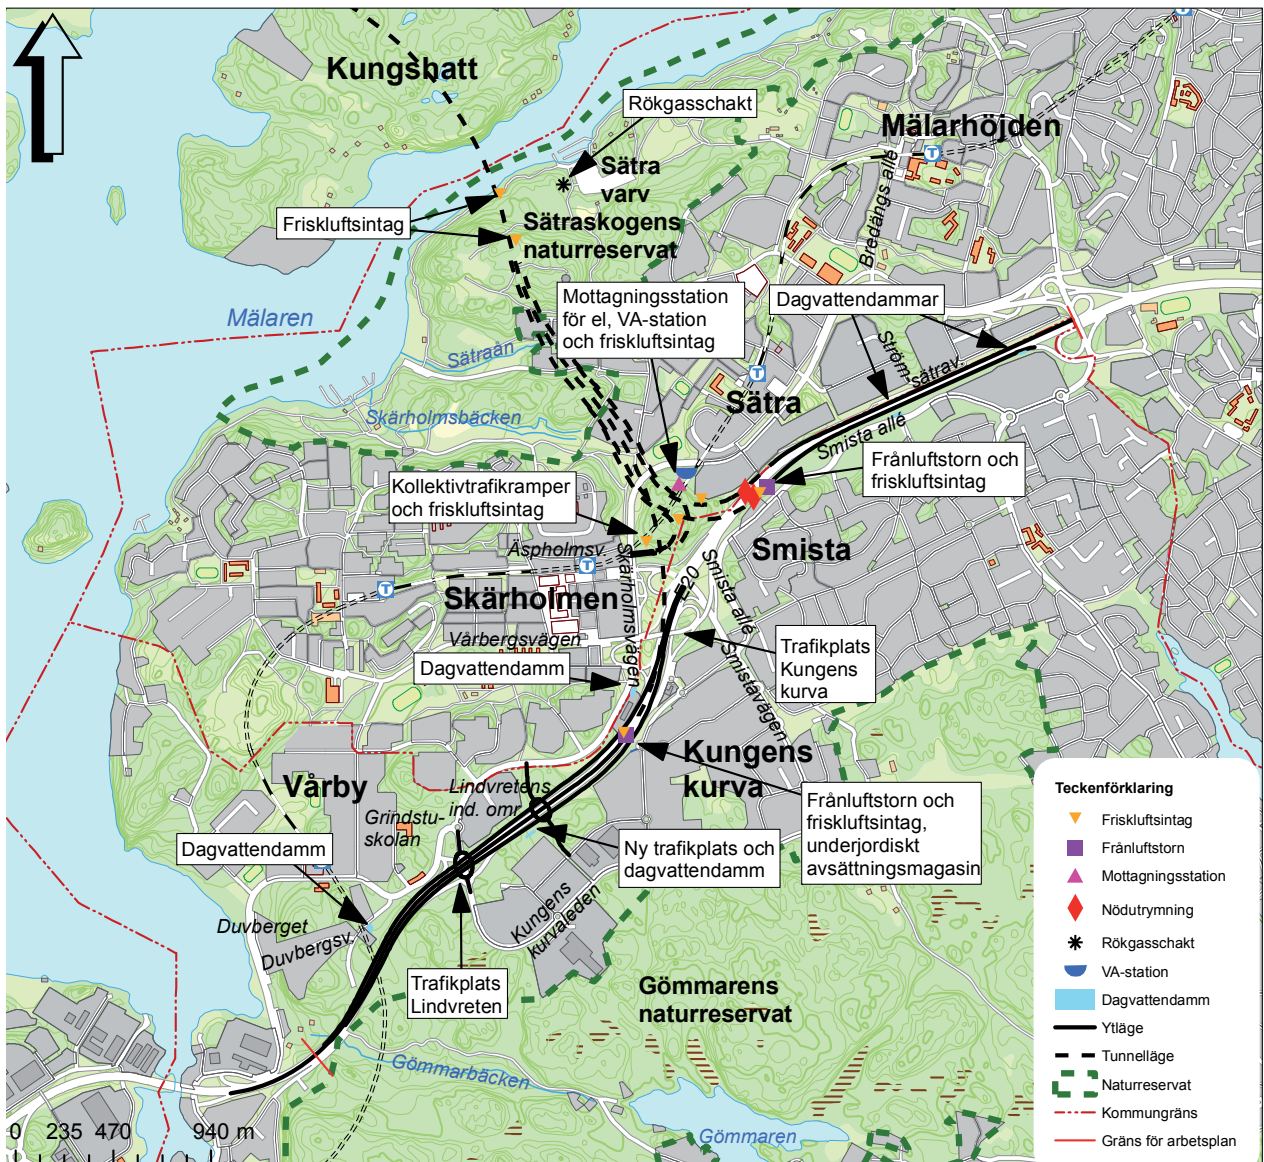 Kungshatt
Rökgasschakt
Mälarhöjden
Sätra
varv
Friskluftsintag
Sätraskogens
naturreservat
Bredängs allé
Mottagningsstation
för el, VA-station
och friskluftsintag
Dagvattendammar
Mälaren
Sätraån
Ström-
sätrav.
Skärholmsbäcken
Sätra
Smista allé
Frånluftstorn och
friskluftsintag
Kollektivtrafikramper
och friskluftsintag
Äspholmsv.
Smista
Skärholmen
Skärholmsvägen
E20
Smista allé
Vårbergsvägen
Trafikplats
Kungens
kurva
Dagvattendamm
Smistavägen
Kungens
kurva
Vårby
Lindvretens
ind. omr
Grindstu-
skolan
Dagvattendamm
Ny trafikplats och
dagvattendamm
Frånluftstorn och
friskluftsintag,
underjordiskt
avsättningsmagasin
Kungens
kurvaleden
Duvberget
Duvbergsv.
Trafikplats
Lindvreten
Gömmarens
naturreservat
Gömmarbäcken
Gömmaren
0 235 470 940 m
Teckenförklaring
Friskluftsintag
Frånluftstorn
Mottagningsstation
Nödutrymning
Rökgasschakt
VA-station
Dagvattendamm
Ytläge
Tunnelläge
Naturreservat
Kommungräns
Gräns för arbetsplan
T
T
T
T
T